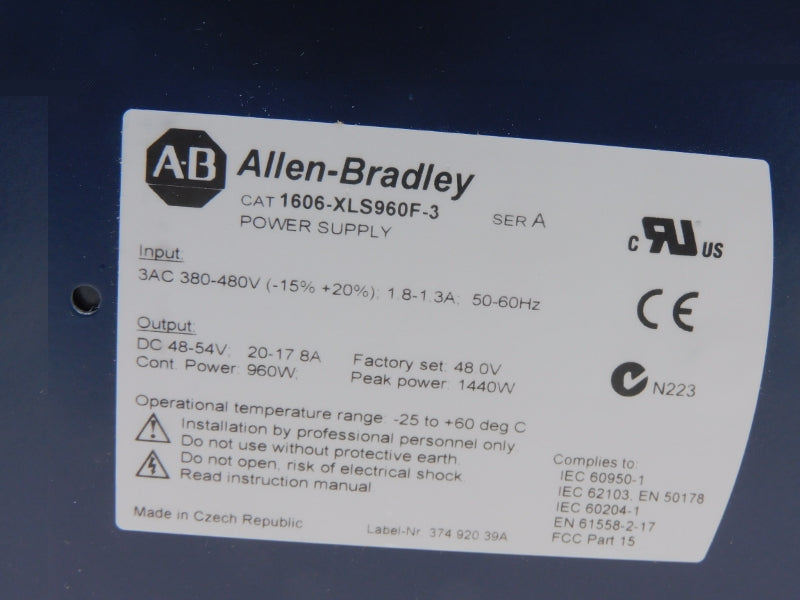 A-B Allen-Bradley
CAT 1606-XLS960F-3 SER A
POWER SUPPLY
C RU US
Input:
3AC 380-480V (-15% +20%); 1.8-1.3A; 50-60Hz
CE
Output:
DC 48-54V; 20-17.8A Factory set: 48.0V
Cont. Power: 960W; Peak power: 1440W
N223
Operational temperature range: -25 to +60 deg C
Installation by professional personnel only
Do not use without protective earth.
Do not open, risk of electrical shock.
Read instruction manual
Complies to:
IEC 60950-1
IEC 62103, EN 50178
IEC 60204-1
EN 61558-2-17
FCC Part 15
Made in Czech Republic
Label-Nr. 374 920 39A